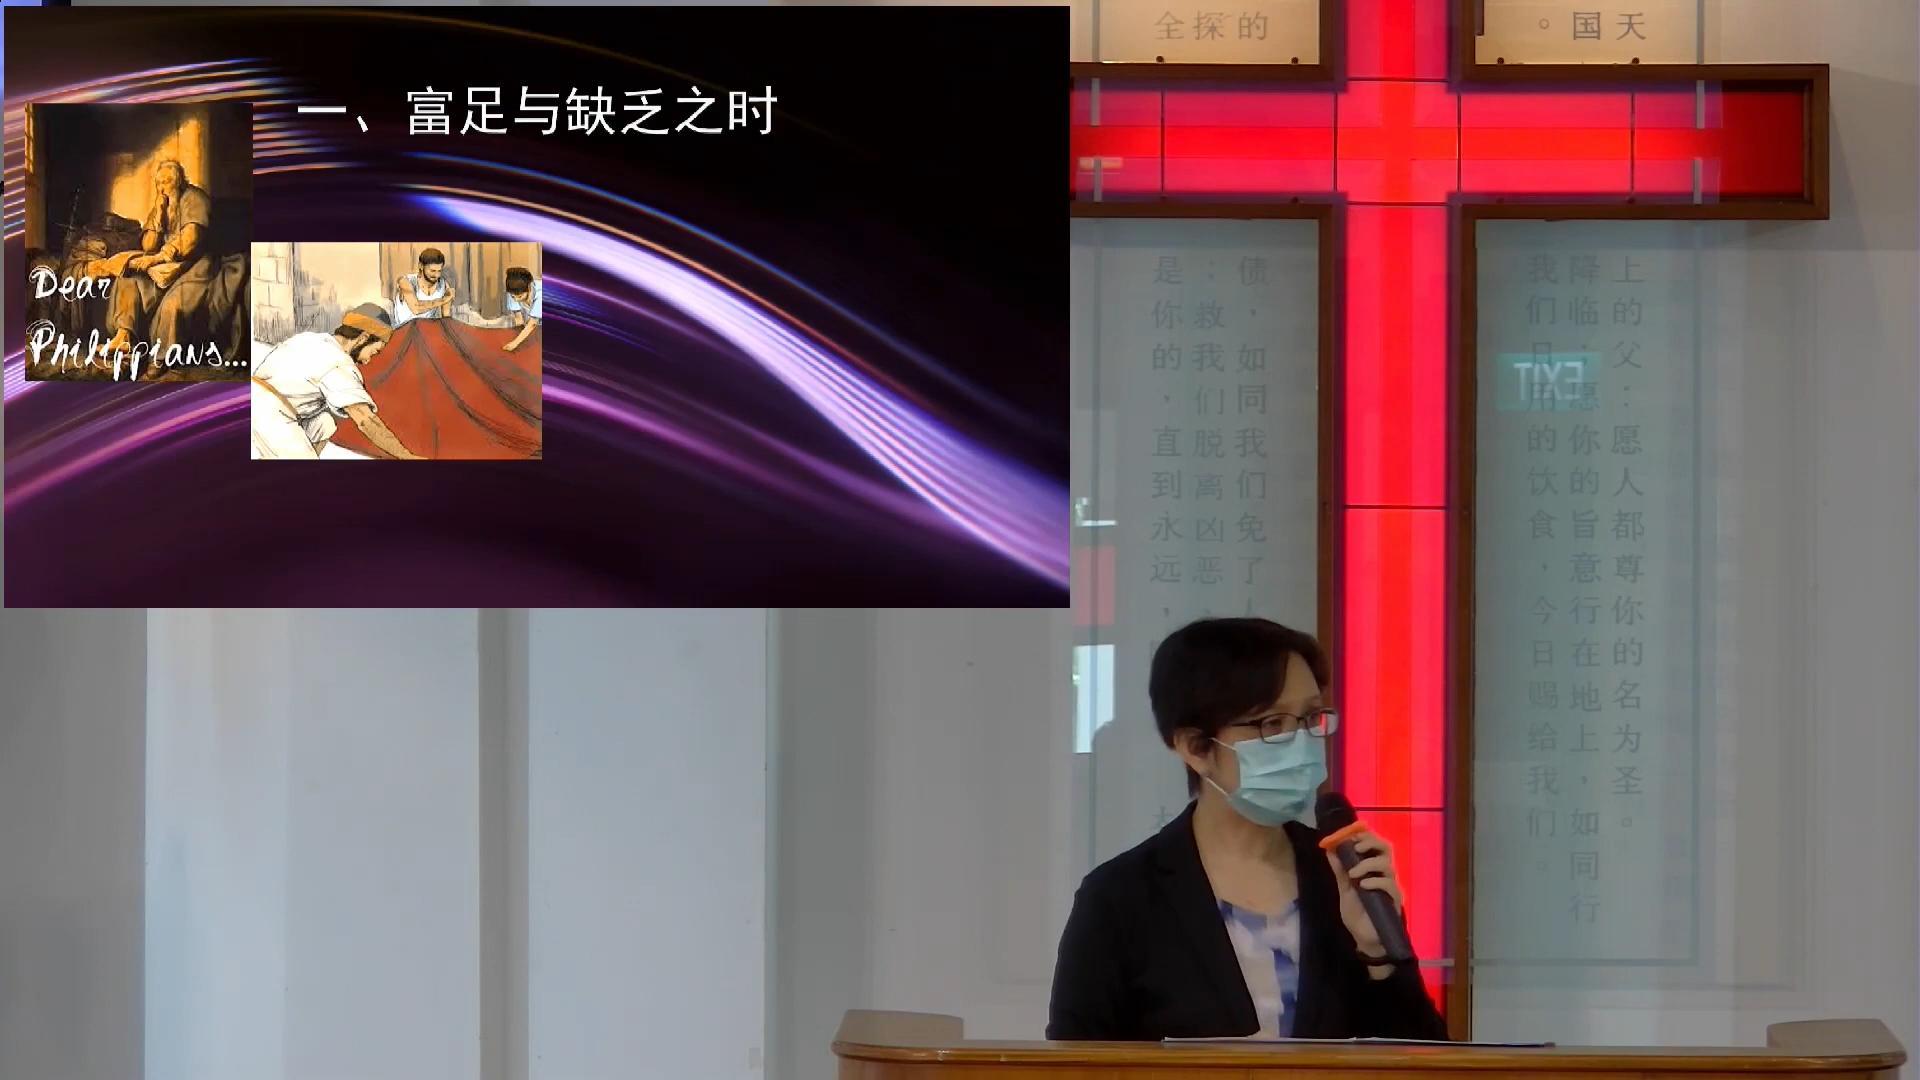 一、富足与缺乏之时
Dear
Philippians...
天
上的父：愿人都尊你的名为圣。
国
降临；愿你的旨意行在地上，如同行
。
我们日用的饮食，今日赐给我们。
的
债，如同我们免了
探
：救我们脱离凶恶、
全
是你的，直到永远，
EXIT